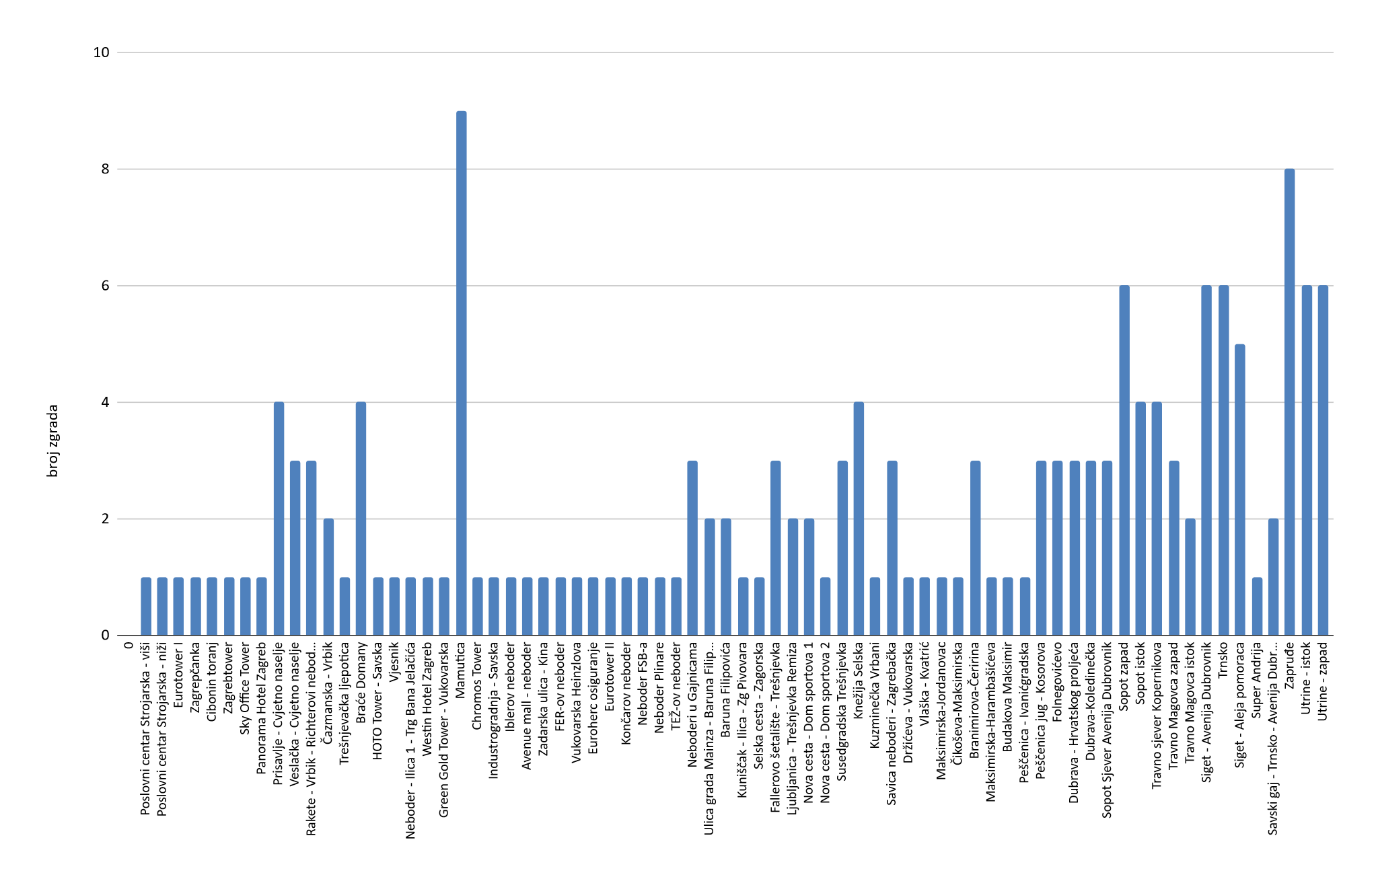 10
8
6
4
2
0
broj zgrada
0
Poslovni centar Strojarska - viši
Poslovni centar Strojarska - niži
Eurotower I
Zagrepčanka
Cibonin toranj
Zagrebtower
Sky Office Tower
Panorama Hotel Zagreb
Prisavlje - Cvjetno naselje
Veslačka - Cvjetno naselje
Rakete - Vrbik - Richterovi nebod...
Čazmanska - Vrbik
Trešnjevačka ljepotica
Braće Domany
HOTO Tower - Savska
Vjesnik
Neboder - Ilica 1 - Trg Bana Jelačića
Westin Hotel Zagreb
Green Gold Tower - Vukovarska
Mamutica
Chromos Tower
Industrogradnja - Savska
Iblerov neboder
Avenue mall - neboder
Zadarska ulica - Kina
FER-ov neboder
Vukovarska Heinzlova
Euroherc osiguranje
Eurotower II
Končarov neboder
Neboder FSB-a
Neboder Plinare
TEŽ-ov neboder
Neboderi u Gajnicama
Ulica grada Mainza - Baruna Filip...
Baruna Filipovića
Kunišćak - Ilica - Zg Pivovara
Selska cesta - Zagorska
Fallerovo šetalište - Trešnjevka
Ljubljanica - Trešnjevka Remiza
Nova cesta - Dom sportova 1
Nova cesta - Dom sportova 2
Susedgradska Trešnjevka
Knežija Selska
Kuzminečka Vrbani
Savica neboderi - Zagrebačka
Držićeva - Vukovarska
Vlaška - Kvatrić
Maksimirska-Jordanovac
Čikoševa-Maksimirska
Branimirova-Čerinina
Maksimirska-Harambašićeva
Budakova Maksimir
Peščenica - Ivanićgradska
Peščenica jug - Kosorova
Folnegovićevo
Dubrava - Hrvatskog proljeća
Dubrava-Koledinečka
Sopot Sjever Avenija Dubrovnik
Sopot zapad
Sopot istok
Travno sjever Kopernikova
Travno Magovca zapad
Travno Magovca istok
Siget - Avenija Dubrovnik
Trnsko
Siget - Aleja pomoraca
Super Andrija
Savski gaj - Trnsko - Avenija Dubr...
Zapruđe
Utrine - istok
Utrine - zapad